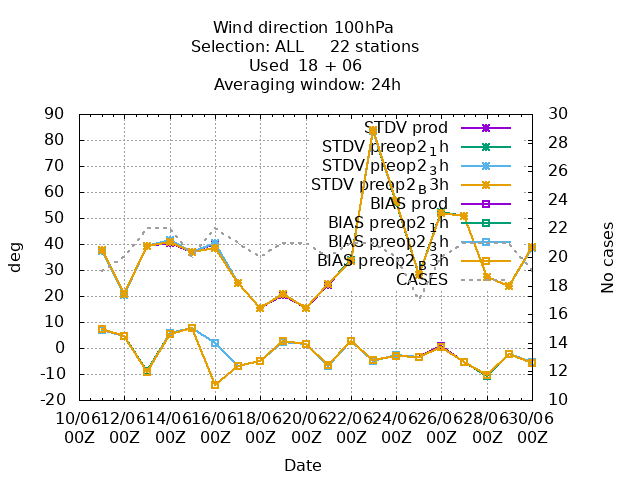 Wind direction 100hPa
Selection: ALL 22 stations
Used 18 + 06
Averaging window: 24h
90 30
80 28
70 26
60 24
50 22
40 20
30 18
20 16
10 14
0 12
-10 10
-20
deg
No cases
STDV prod
STDV preop2_1h
STDV preop2_3h
STDV preop2_B3h
BIAS prod
BIAS preop2_1h
BIAS preop2_3h
BIAS preop2_B3h
CASES
10/06 12/06 14/06 16/06 18/06 20/06 22/06 24/06 26/06 28/06 30/06
00Z 00Z 00Z 00Z 00Z 00Z 00Z 00Z 00Z 00Z 00Z
Date